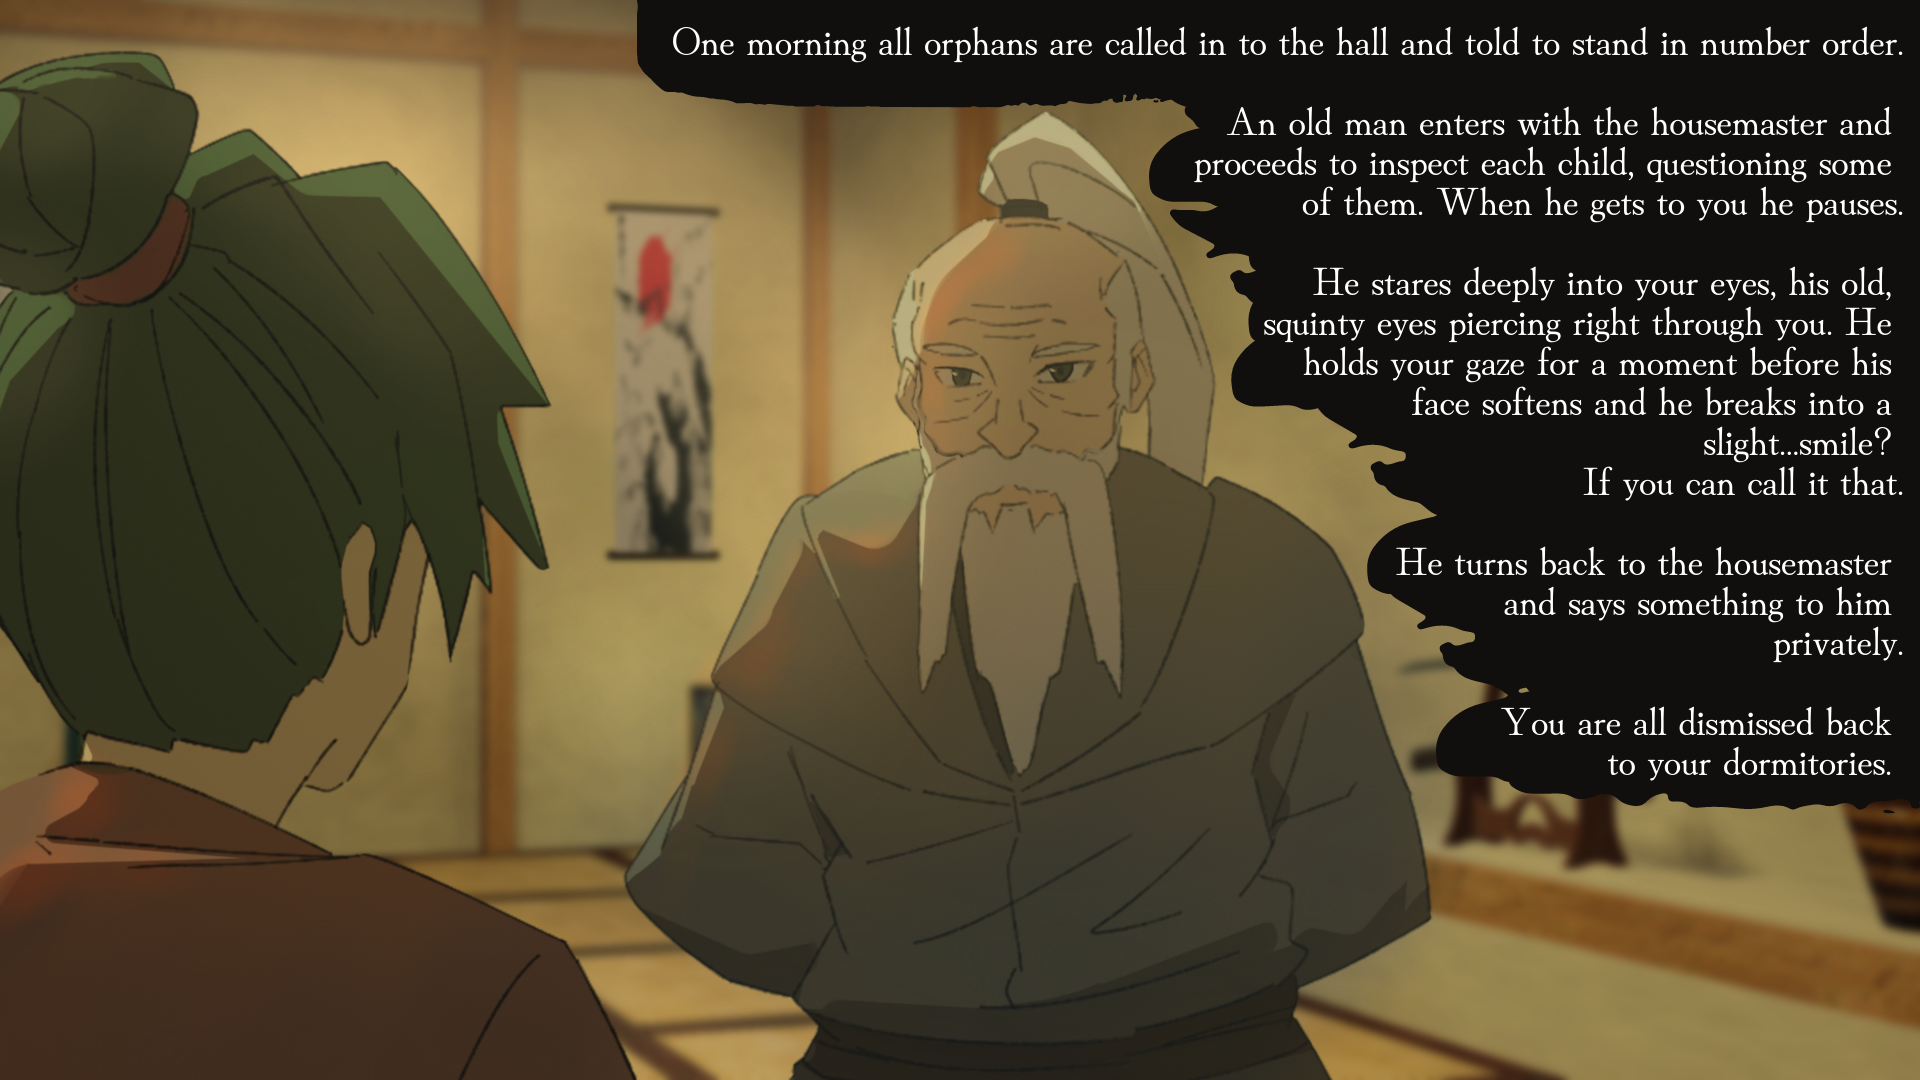 One morning all orphans are called in to the hall and told to stand in number order.
An old man enters with the housemaster and
proceeds to inspect each child, questioning some
of them. When he gets to you he pauses.
He stares deeply into your eyes, his old,
squinty eyes piercing right through you. He
holds your gaze for a moment before his
face softens and he breaks into a
slight...smile?
If you can call it that.
He turns back to the housemaster
and says something to him
privately.
You are all dismissed back
to your dormitories.